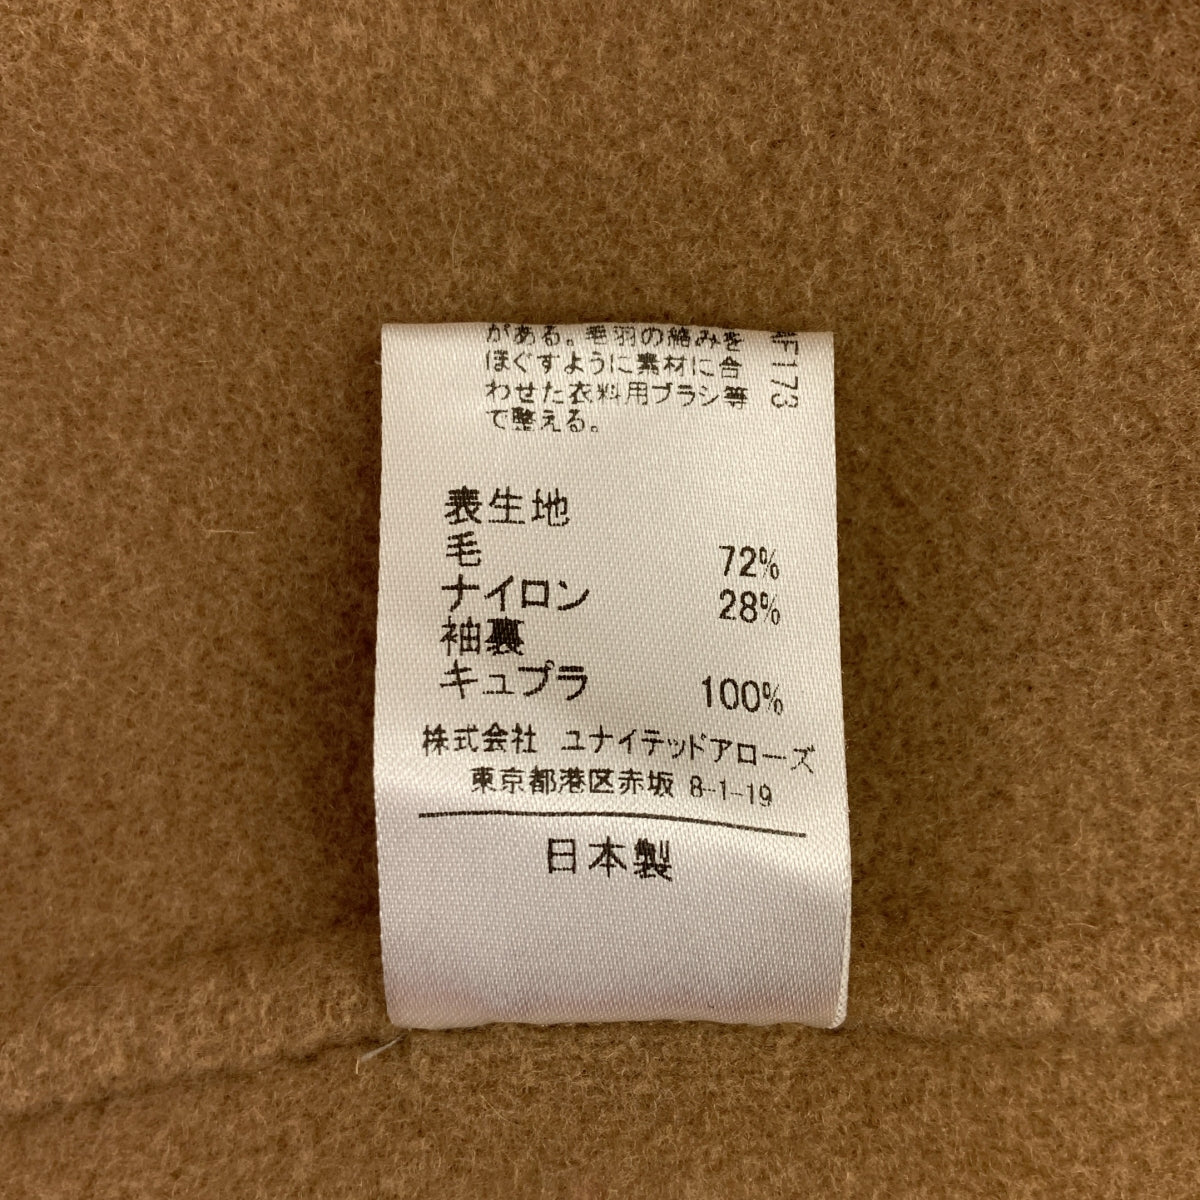 がある。毛羽の絡みを
ほぐすように素材に合
わせた衣料用ブラシ等
で整える。
F173
表生地
毛 72%
ナイロン 28%
袖裏
キュプラ 100%
株式会社 ユナイテッドアローズ
東京都港区赤坂 8-1-19
日本製